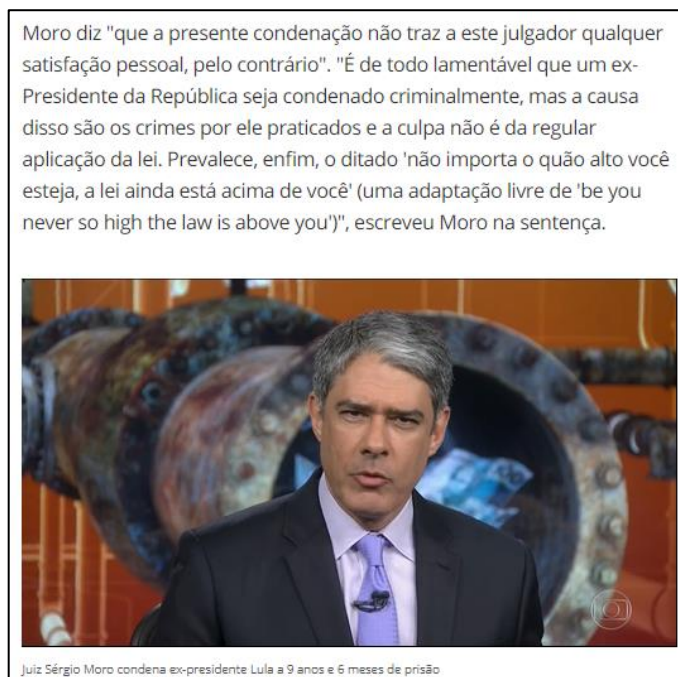 Moro diz "que a presente condenação não traz a este julgador qualquer
satisfação pessoal, pelo contrário". "É de todo lamentável que um ex-
Presidente da República seja condenado criminalmente, mas a causa
disso são os crimes por ele praticados e a culpa não é da regular
aplicação da lei. Prevalece, enfim, o ditado 'não importa o quão alto você
esteja, a lei ainda está acima de você' (uma adaptação livre de 'be you
never so high the law is above you')", escreveu Moro na sentença.
Juiz Sérgio Moro condena ex-presidente Lula a 9 anos e 6 meses de prisão